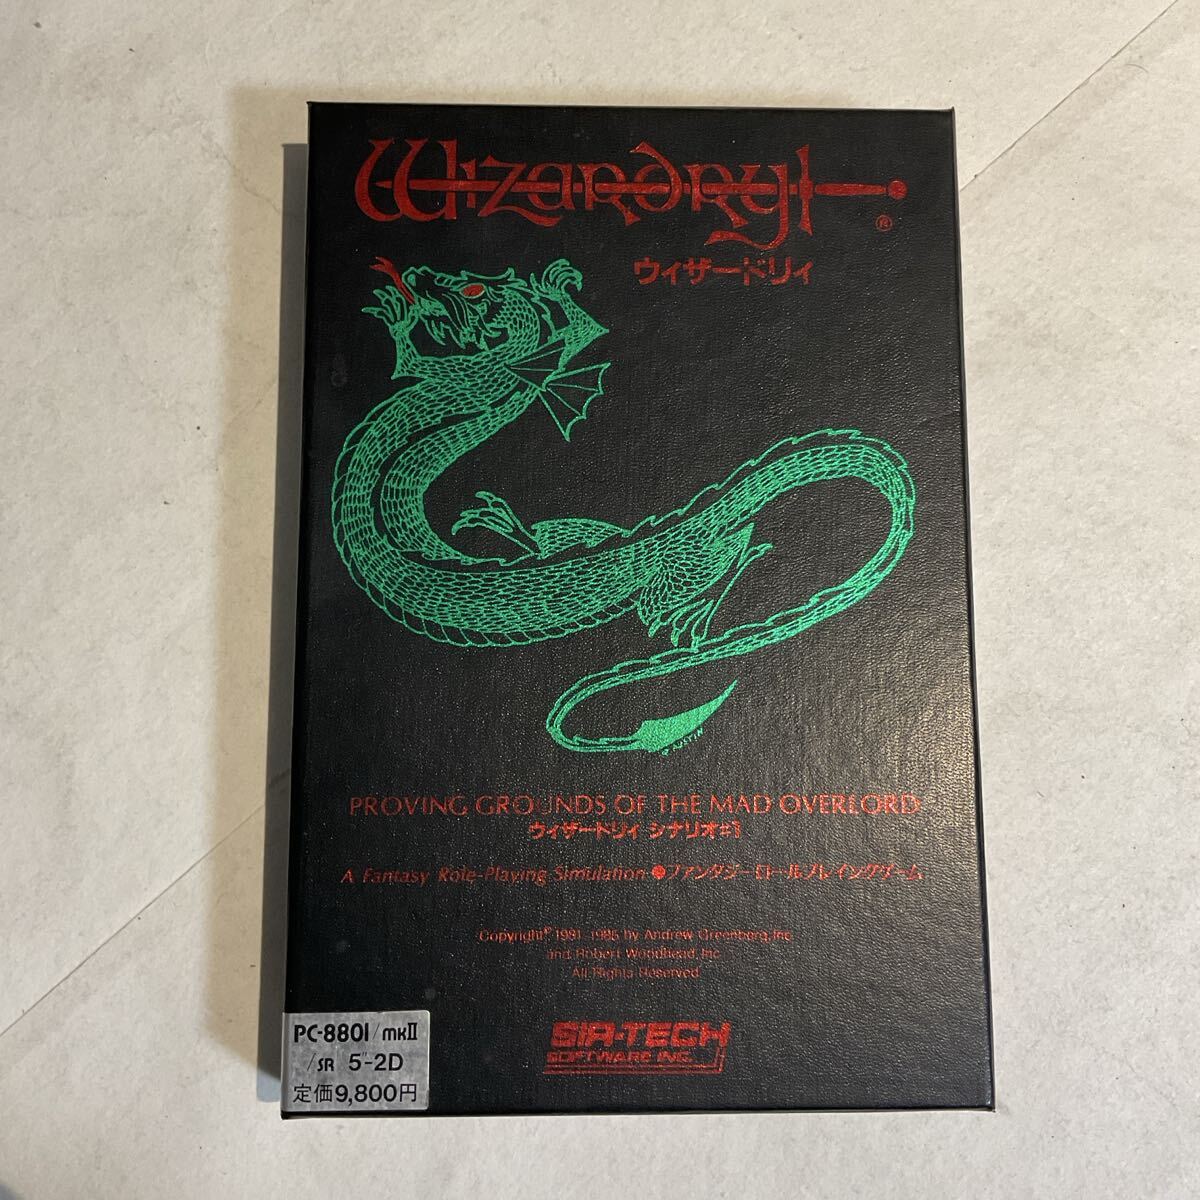 Wizardry
®
ウィザードリィ
© AUSTIN
PROVING GROUNDS OF THE MAD OVERLORD
ウィザードリィ シナリオ#1
A Fantasy Role-Playing Simulation ●ファンタジーロールプレイングゲーム
Copyright© 1981, 1985 by Andrew Greenberg, Inc
and Robert Woodhead, Inc
All Rights Reserved
SIR-TECH
SOFTWARE INC.
PC-8801/mkII
/SR 5″-2D
定価9,800円